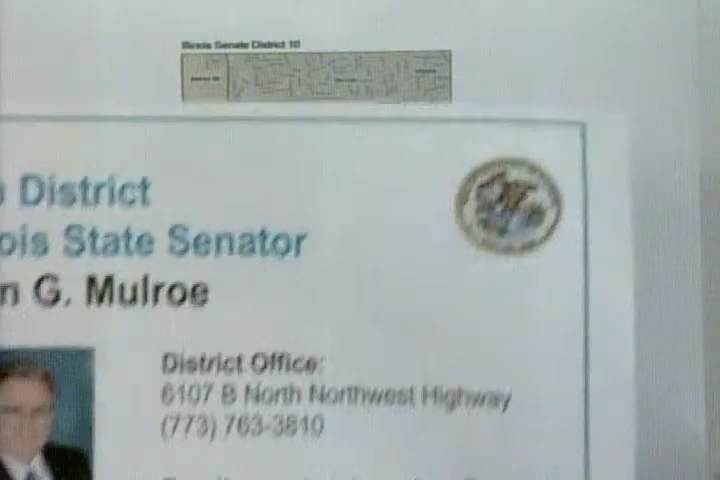 Illinois Senate District 10
District
ois State Senator
n G. Mulroe
District Office:
6107 B North Northwest Highway
(773) 763-3810